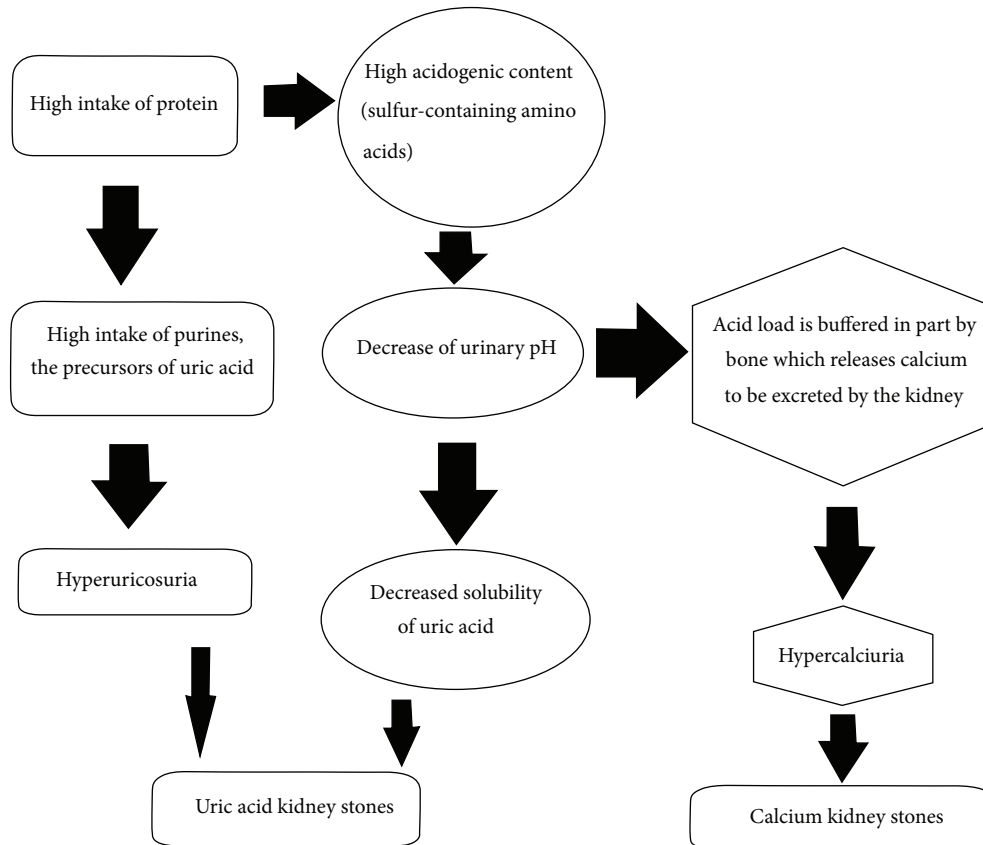 High intake of protein
High acidogenic content
(sulfur-containing amino
acids)
High intake of purines,
the precursors of uric acid
Decrease of urinary pH
Acid load is buffered in part by
bone which releases calcium
to be excreted by the kidney
Hyperuricosuria
Decreased solubility
of uric acid
Hypercalciuria
Uric acid kidney stones
Calcium kidney stones